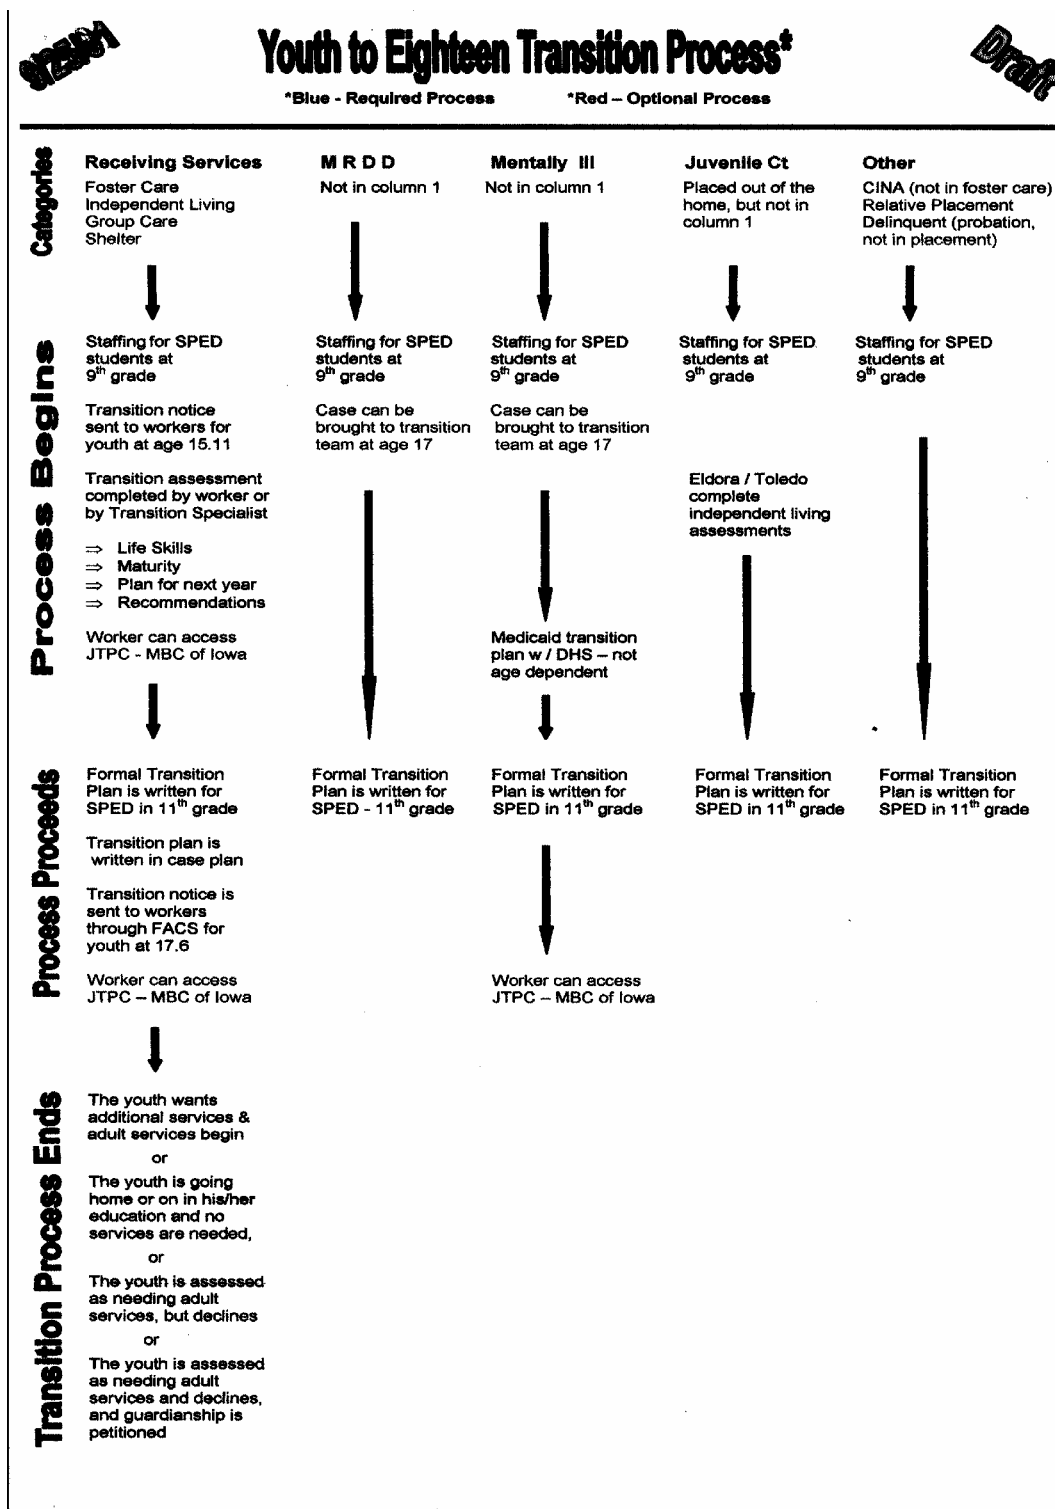 Youth to Eighteen Transition Process*
Draft
*Blue - Required Process
*Red – Optional Process
Categories
Receiving Services
Foster Care
Independent Living
Group Care
Shelter
M R D D
Not in column 1
Mentally Ill
Not in column 1
Juvenile Ct
Placed out of the
home, but not in
column 1
Other
CINA (not in foster care)
Relative Placement
Delinquent (probation,
not in placement)
Process Begins
Staffing for SPED
students at
9th grade
Transition notice
sent to workers for
youth at age 15.11
Transition assessment
completed by worker or
by Transition Specialist
⇒ Life Skills
⇒ Maturity
⇒ Plan for next year
⇒ Recommendations
Worker can access
JTPC - MBC of Iowa
Staffing for SPED
students at
9th grade
Case can be
brought to transition
team at age 17
Staffing for SPED
students at
9th grade
Case can be
brought to transition
team at age 17
Medicaid transition
plan w / DHS – not
age dependent
Staffing for SPED
students at
9th grade
Eldora / Toledo
complete
independent living
assessments
Staffing for SPED
students at
9th grade
Process Proceeds
Formal Transition
Plan is written for
SPED in 11th grade
Transition plan is
written in case plan
Transition notice is
sent to workers
through FACS for
youth at 17.6
Worker can access
JTPC – MBC of Iowa
Formal Transition
Plan is written for
SPED - 11th grade
Formal Transition
Plan is written for
SPED in 11th grade
Worker can access
JTPC – MBC of Iowa
Formal Transition
Plan is written for
SPED in 11th grade
Formal Transition
Plan is written for
SPED in 11th grade
Transition Process Ends
The youth wants
additional services &
adult services begin
or
The youth is going
home or on in his/her
education and no
services are needed,
or
The youth is assessed
as needing adult
services, but declines
or
The youth is assessed
as needing adult
services and declines,
and guardianship is
petitioned